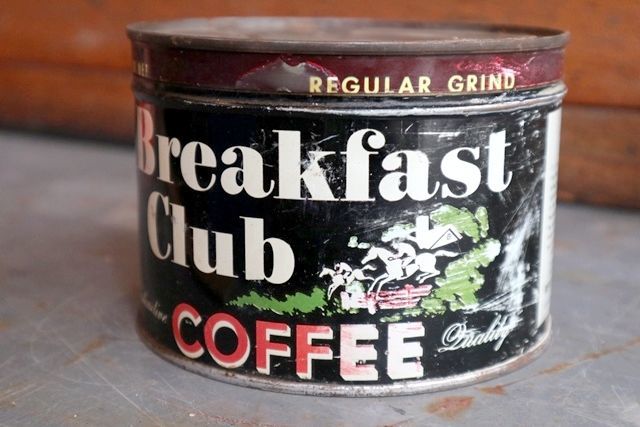 REGULAR GRIND
Breakfast
Club
COFFEE
Quality